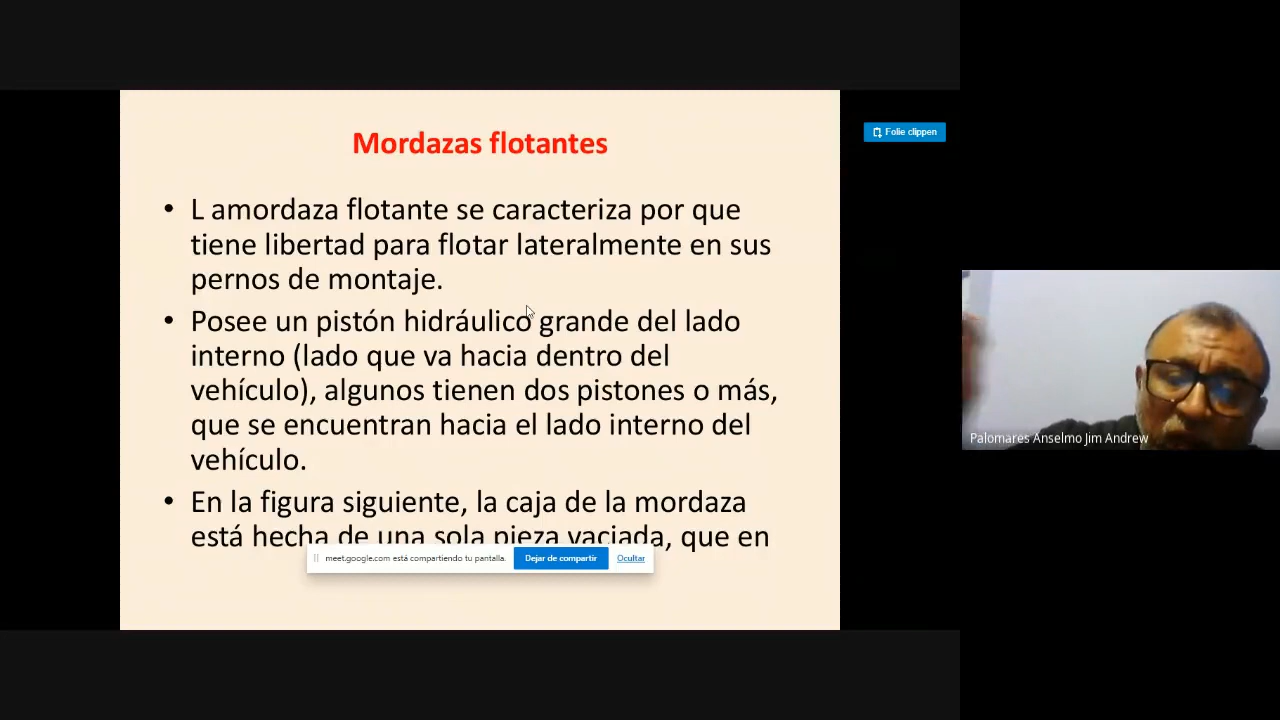 Mordazas flotantes
• L amordaza flotante se caracteriza por que
tiene libertad para flotar lateralmente en sus
pernos de montaje.
• Posee un pistón hidráulico grande del lado
interno (lado que va hacia dentro del
vehículo), algunos tienen dos pistones o más,
que se encuentran hacia el lado interno del
vehículo.
• En la figura siguiente, la caja de la mordaza
está hecha de una sola pieza vaciada, que en
meet.google.com está compartiendo tu pantalla.
Dejar de compartir
Ocultar
Folie clippen
Palomares Anselmo Jim Andrew